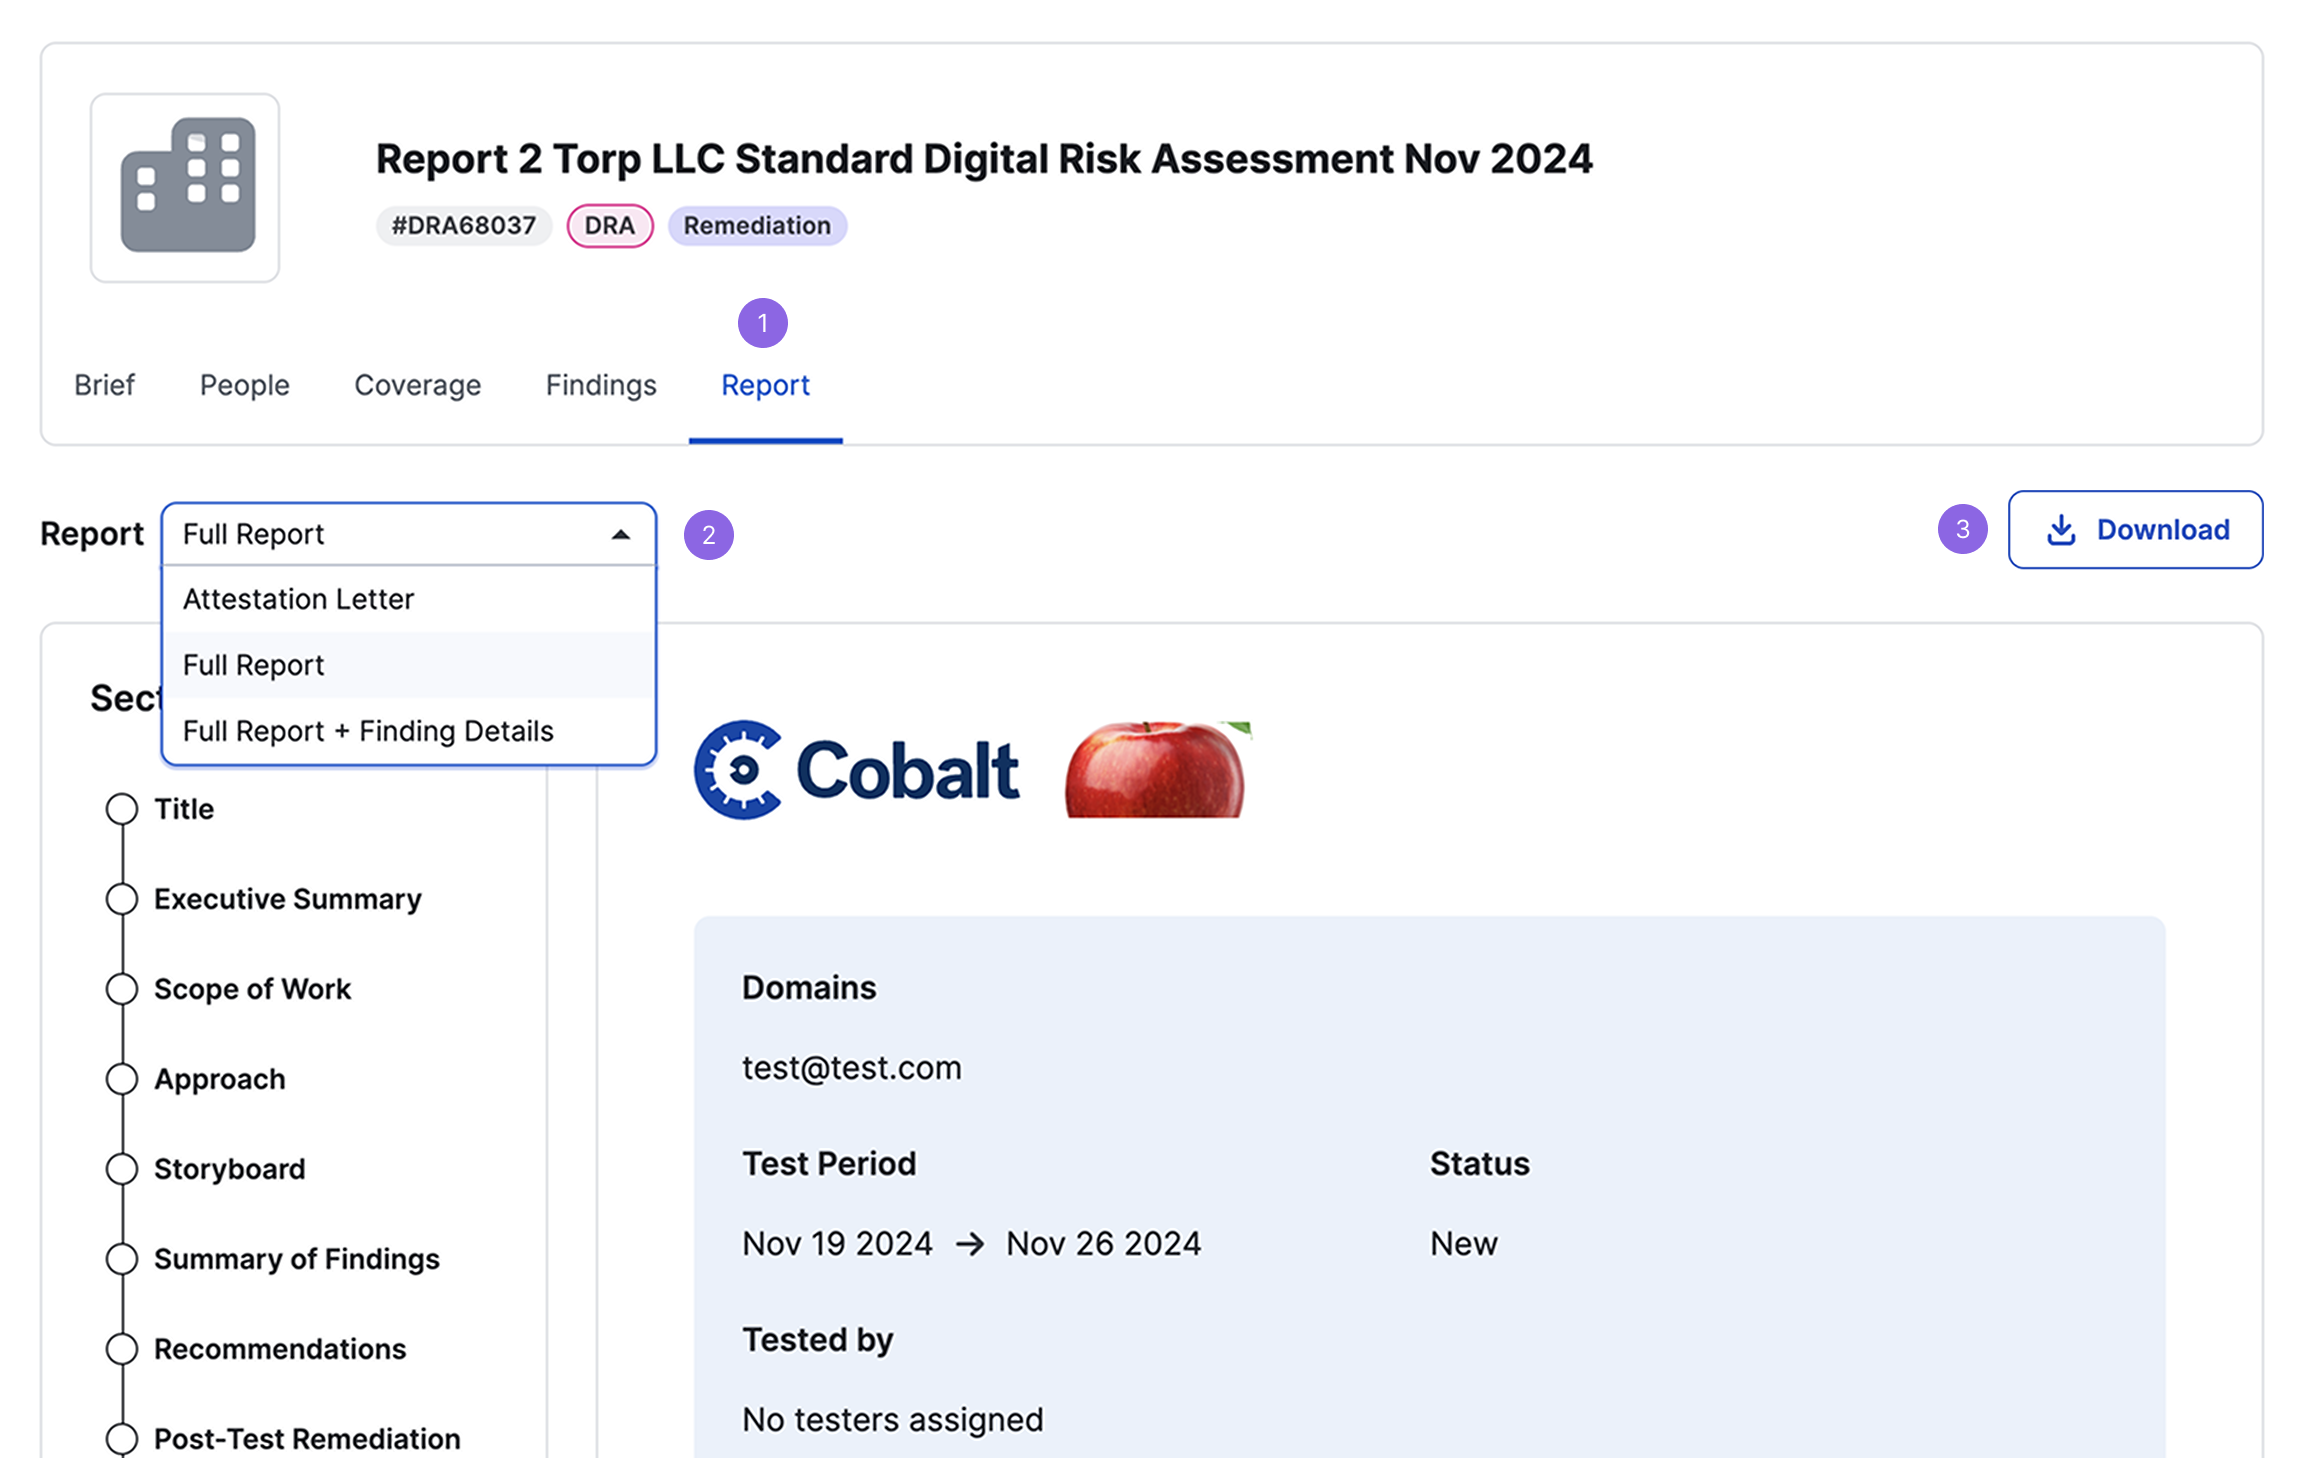 Report 2 Torp LLC Standard Digital Risk Assessment Nov 2024
#DRA68037 DRA Remediation
1
Brief People Coverage Findings Report
Report Full Report 2 3 Download
Attestation Letter
Full Report
Sect
Full Report + Finding Details
Cobalt
Title
Executive Summary
Scope of Work
Approach
Storyboard
Summary of Findings
Recommendations
Post-Test Remediation
Domains
test@test.com
Test Period Status
Nov 19 2024 → Nov 26 2024 New
Tested by
No testers assigned